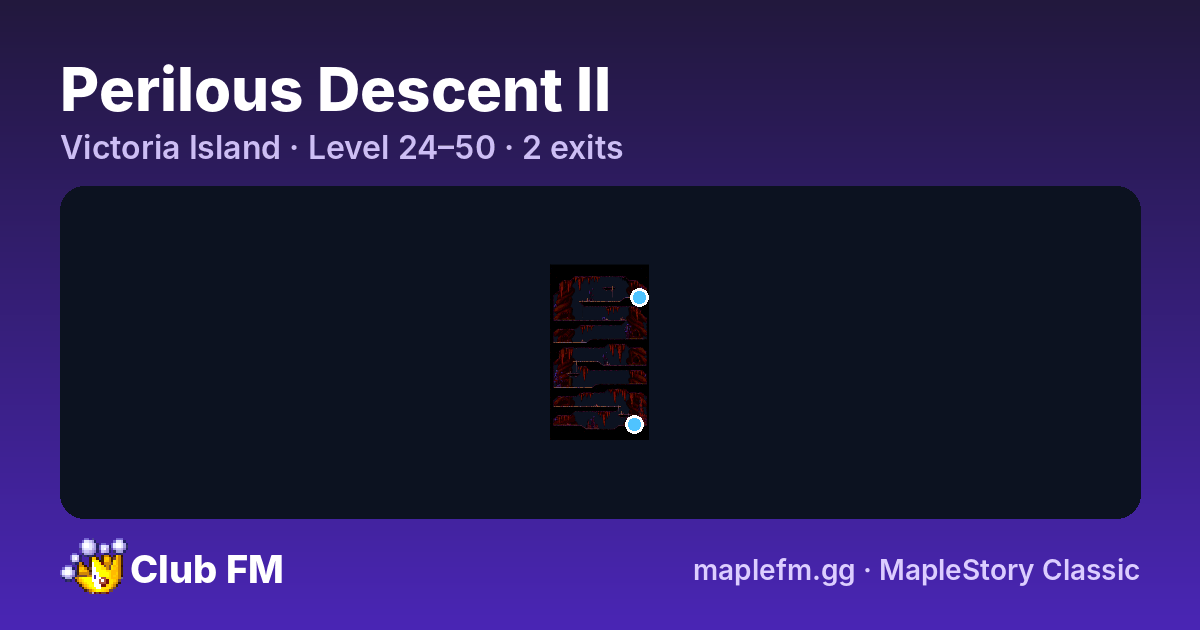 Perilous Descent II
Victoria Island · Level 24–50 · 2 exits
Club FM
maplefm.gg · MapleStory Classic